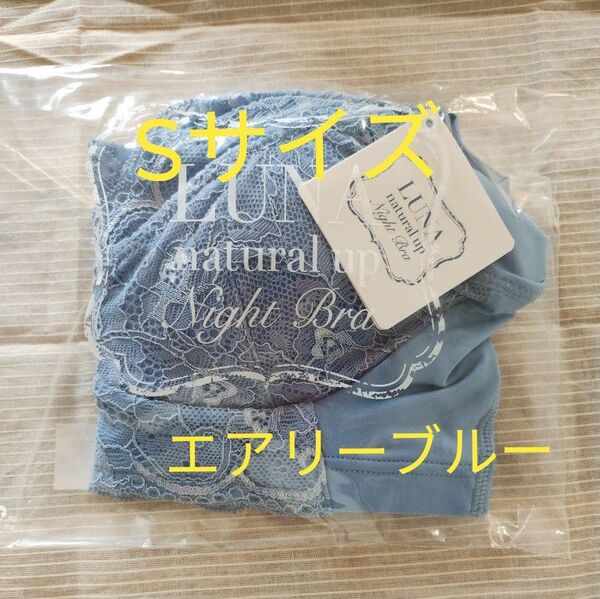 Sサイズ
LUNA
natural up
Night Bra
LUNA
natural up
Night Bra
エアリーブルー